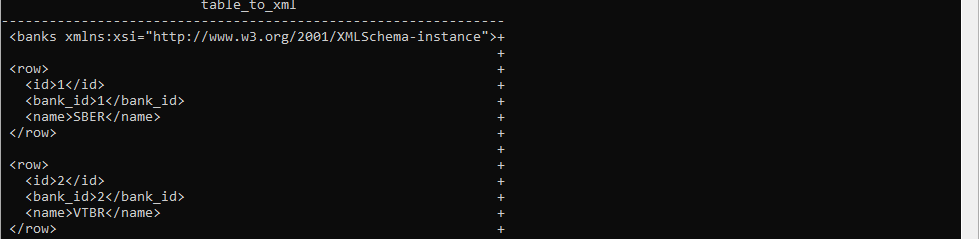 table_to_xml
---------------------------------------------------------------
<banks xmlns:xsi="http://www.w3.org/2001/XMLSchema-instance">+
+
<row> +
<id>1</id> +
<bank_id>1</bank_id> +
<name>SBER</name> +
</row> +
+
<row> +
<id>2</id> +
<bank_id>2</bank_id> +
<name>VTBR</name> +
</row> +